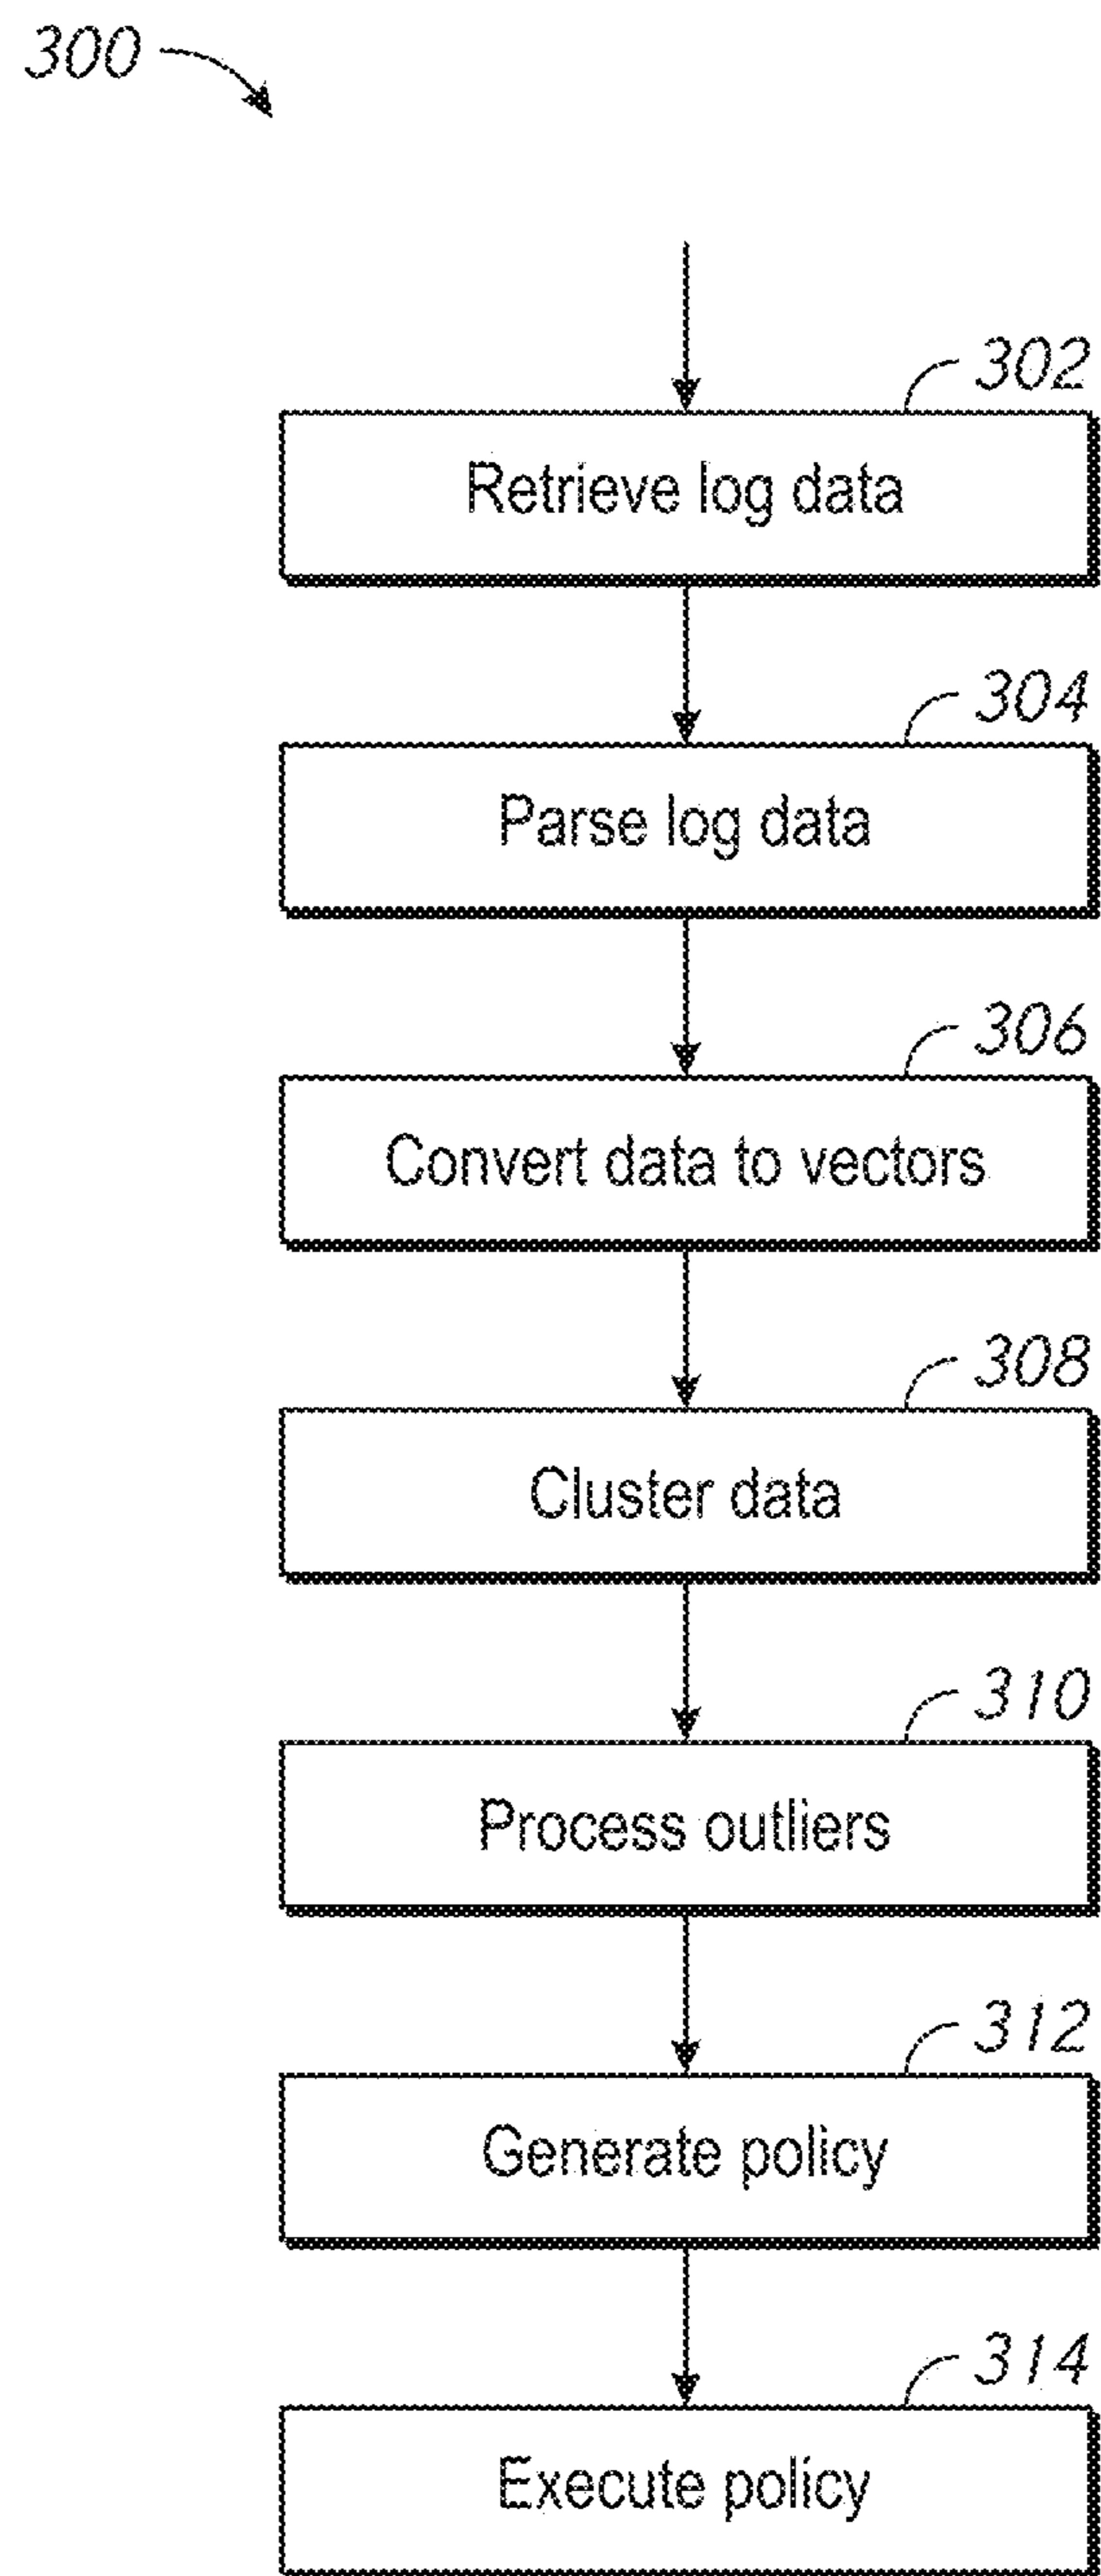 300
302
Retrieve log data
304
Parse log data
306
Convert data to vectors
308
Cluster data
310
Process outliers
312
Generate policy
314
Execute policy